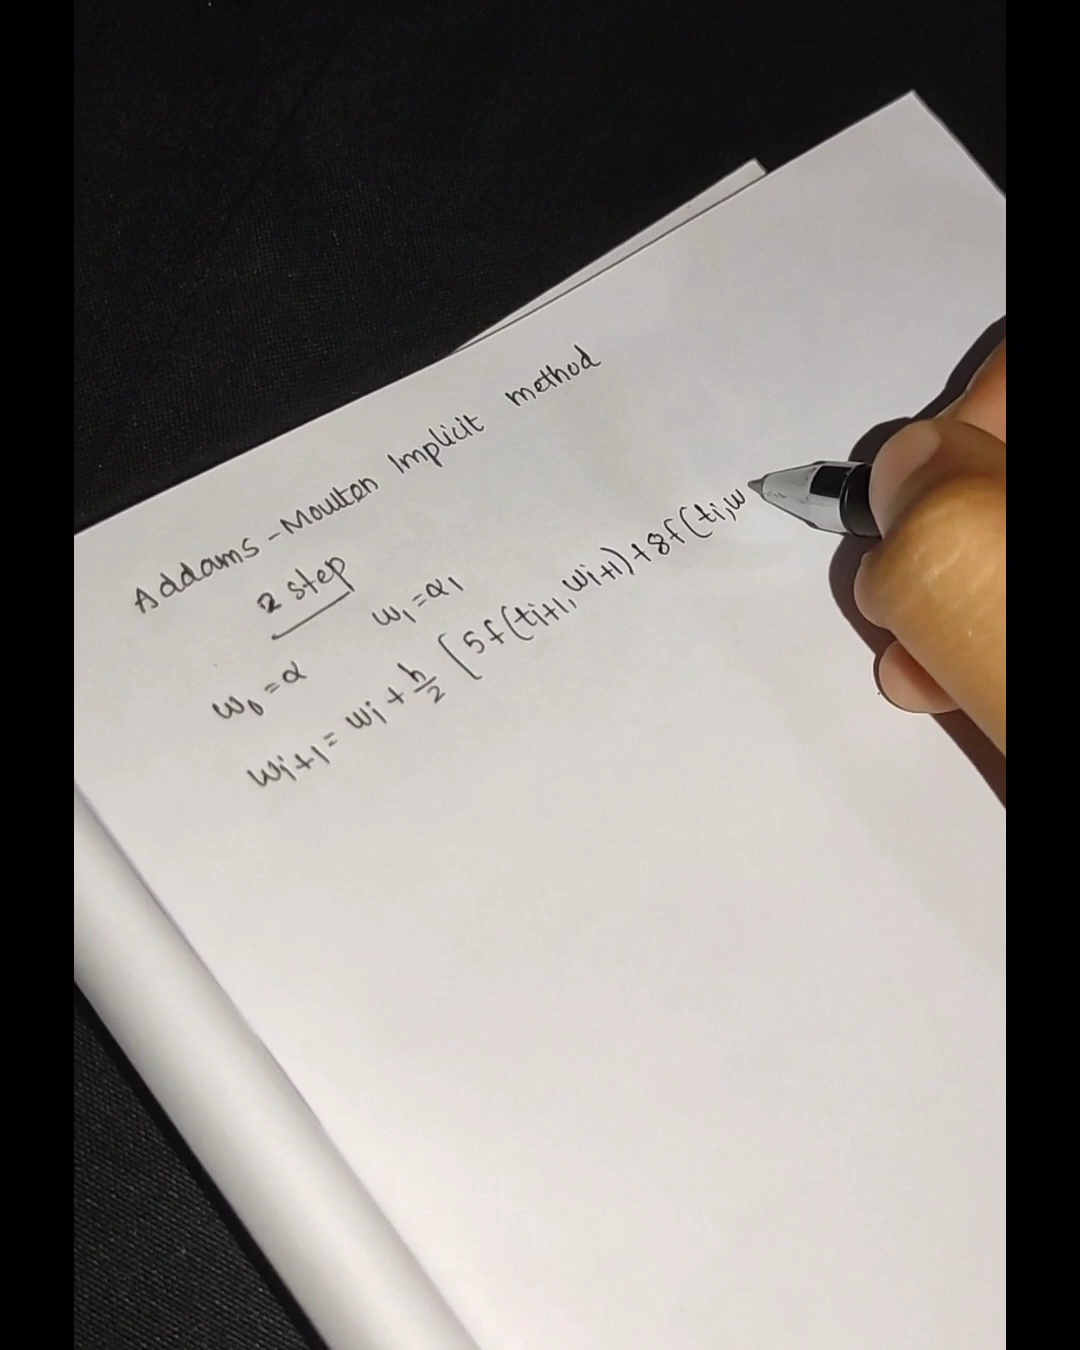 Addams - Moulton Implicit method
2 step
w₀ = α w₁ = α₁
wᵢ₊₁ = wᵢ + h/2 [5f(tᵢ₊₁, wᵢ₊₁) + 8f(tᵢ, w